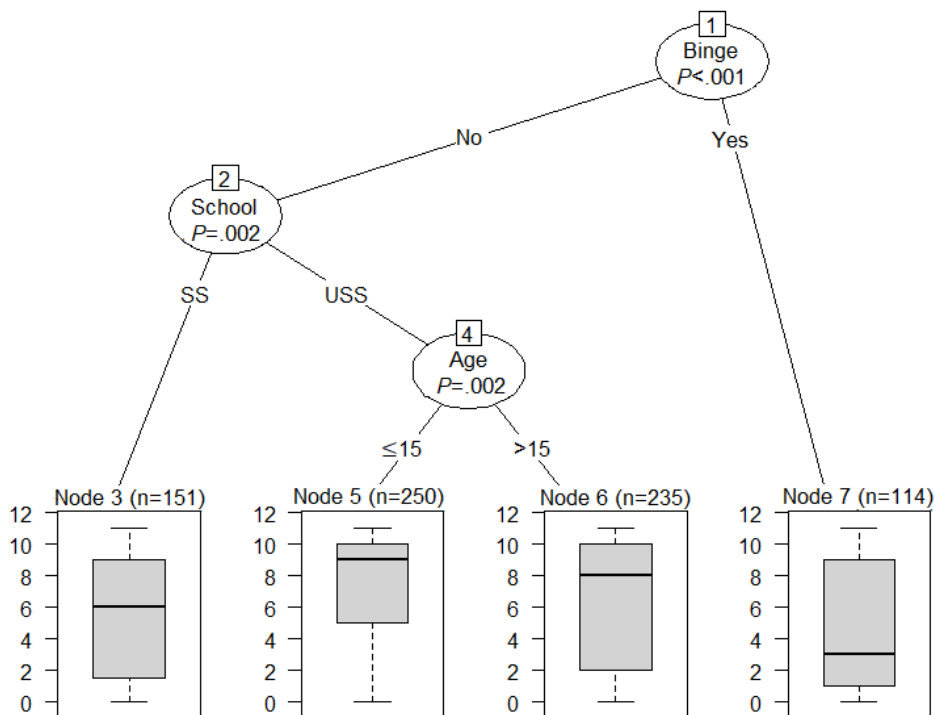 1
Binge
P<.001
No
Yes
2
School
P=.002
SS
USS
4
Age
P=.002
≤15
>15
Node 3 (n=151)
Node 5 (n=250)
Node 6 (n=235)
Node 7 (n=114)
12 12 12 12
10 10 10 10
8 8 8 8
6 6 6 6
4 4 4 4
2 2 2 2
0 0 0 0